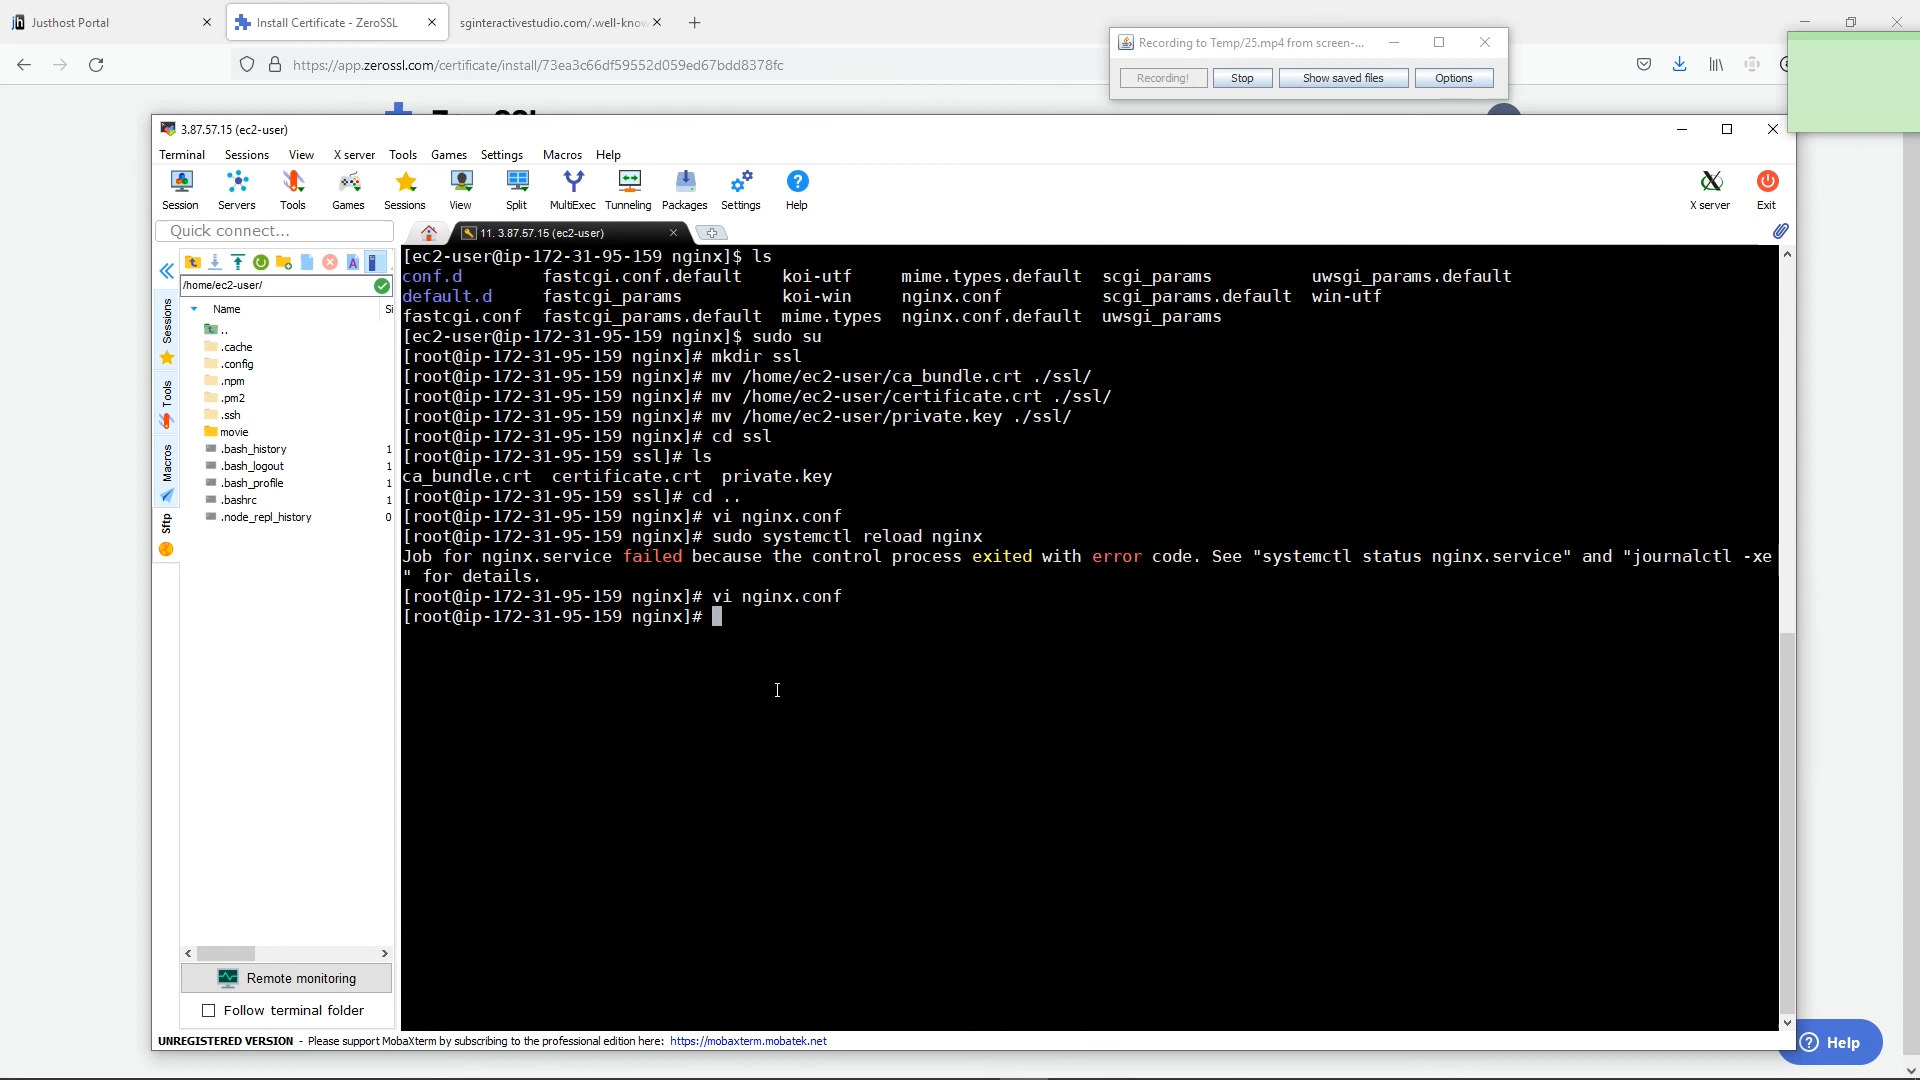 Justhost Portal
Install Certificate - ZeroSSL
sginteractivestudio.com/.well-know
https://app.zerossl.com/certificate/install/73ea3c66df59552d059ed67bdd8378fc
Recording to Temp/25.mp4 from screen-...
Recording!
Stop
Show saved files
Options
3.87.57.15 (ec2-user)
Terminal Sessions View X server Tools Games Settings Macros Help
Session Servers Tools Games Sessions View Split MultiExec Tunneling Packages Settings Help X server Exit
Quick connect...
11. 3.87.57.15 (ec2-user)
/home/ec2-user/
Name
Si
..
.cache
.config
.npm
.pm2
.ssh
movie
.bash_history 1
.bash_logout 1
.bash_profile 1
.bashrc 1
.node_repl_history 0
Sessions
Tools
Macros
Sftp
Remote monitoring
Follow terminal folder
[ec2-user@ip-172-31-95-159 nginx]$ ls
conf.d fastcgi.conf.default koi-utf mime.types.default scgi_params uwsgi_params.default
default.d fastcgi_params koi-win nginx.conf scgi_params.default win-utf
fastcgi.conf fastcgi_params.default mime.types nginx.conf.default uwsgi_params
[ec2-user@ip-172-31-95-159 nginx]$ sudo su
[root@ip-172-31-95-159 nginx]# mkdir ssl
[root@ip-172-31-95-159 nginx]# mv /home/ec2-user/ca_bundle.crt ./ssl/
[root@ip-172-31-95-159 nginx]# mv /home/ec2-user/certificate.crt ./ssl/
[root@ip-172-31-95-159 nginx]# mv /home/ec2-user/private.key ./ssl/
[root@ip-172-31-95-159 nginx]# cd ssl
[root@ip-172-31-95-159 ssl]# ls
ca_bundle.crt certificate.crt private.key
[root@ip-172-31-95-159 ssl]# cd ..
[root@ip-172-31-95-159 nginx]# vi nginx.conf
[root@ip-172-31-95-159 nginx]# sudo systemctl reload nginx
Job for nginx.service failed because the control process exited with error code. See "systemctl status nginx.service" and "journalctl -xe
" for details.
[root@ip-172-31-95-159 nginx]# vi nginx.conf
[root@ip-172-31-95-159 nginx]#
UNREGISTERED VERSION - Please support MobaXterm by subscribing to the professional edition here: https://mobaxterm.mobatek.net
Help